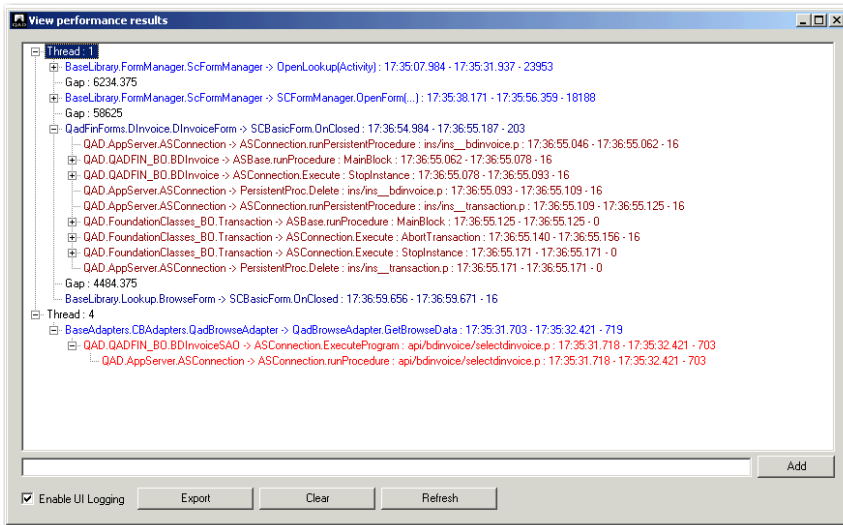 QAD View performance results
Thread : 1
BaseLibrary.FormManager.ScFormManager -> OpenLookup(Activity) : 17:35:07.984 - 17:35:31.937 - 23953
Gap : 6234.375
BaseLibrary.FormManager.ScFormManager -> SCFormManager.OpenForm(...) : 17:35:38.171 - 17:35:56.359 - 18188
Gap : 58625
QadFinForms.DInvoice.DInvoiceForm -> SCBasicForm.OnClosed : 17:36:54.984 - 17:36:55.187 - 203
QAD.AppServer.ASConnection -> ASConnection.runPersistentProcedure : ins/ins__bdinvoice.p : 17:36:55.046 - 17:36:55.062 - 16
QAD.QADFIN_BO.BDInvoice -> ASBase.runProcedure : MainBlock : 17:36:55.062 - 17:36:55.078 - 16
QAD.QADFIN_BO.BDInvoice -> ASConnection.Execute : StopInstance : 17:36:55.078 - 17:36:55.093 - 16
QAD.AppServer.ASConnection -> PersistentProc.Delete : ins/ins__bdinvoice.p : 17:36:55.093 - 17:36:55.109 - 16
QAD.AppServer.ASConnection -> ASConnection.runPersistentProcedure : ins/ins__transaction.p : 17:36:55.109 - 17:36:55.125 - 16
QAD.FoundationClasses_BO.Transaction -> ASBase.runProcedure : MainBlock : 17:36:55.125 - 17:36:55.125 - 0
QAD.FoundationClasses_BO.Transaction -> ASConnection.Execute : AbortTransaction : 17:36:55.140 - 17:36:55.156 - 16
QAD.FoundationClasses_BO.Transaction -> ASConnection.Execute : StopInstance : 17:36:55.171 - 17:36:55.171 - 0
QAD.AppServer.ASConnection -> PersistentProc.Delete : ins/ins__transaction.p : 17:36:55.171 - 17:36:55.171 - 0
Gap : 4484.375
BaseLibrary.Lookup.BrowseForm -> SCBasicForm.OnClosed : 17:36:59.656 - 17:36:59.671 - 16
Thread : 4
BaseAdapters.CBAdapters.QadBrowseAdapter -> QadBrowseAdapter.GetBrowseData : 17:35:31.703 - 17:35:32.421 - 719
QAD.QADFIN_BO.BDInvoiceSAO -> ASConnection.ExecuteProgram : api/bdinvoice/selectdinvoice.p : 17:35:31.718 - 17:35:32.421 - 703
QAD.AppServer.ASConnection -> ASConnection.runProcedure : api/bdinvoice/selectdinvoice.p : 17:35:31.718 - 17:35:32.421 - 703
Add
Enable UI Logging Export Clear Refresh